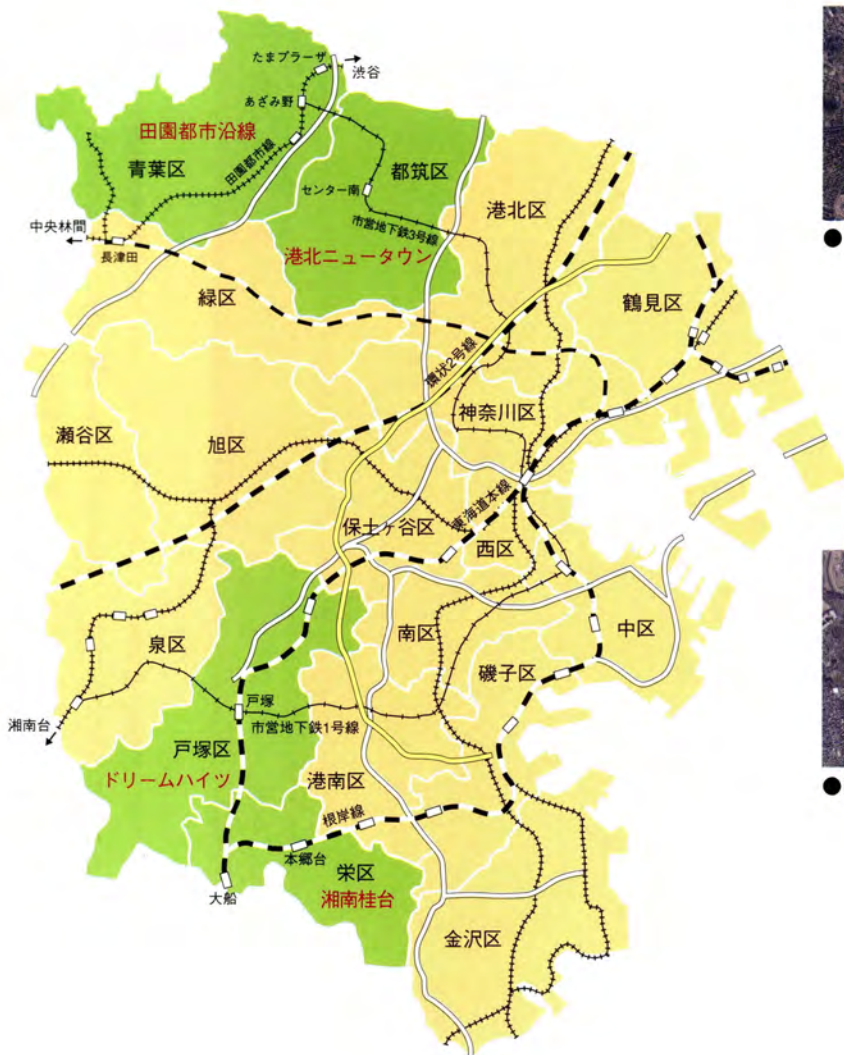 たまプラーザ
渋谷
あざみ野
田園都市沿線
青葉区
田園都市線
都筑区
センター南
港北区
市営地下鉄3号線
中央林間
長津田
港北ニュータウン
緑区
鶴見区
環状2号線
神奈川区
瀬谷区
旭区
東海道本線
保土ヶ谷区
西区
南区
中区
泉区
磯子区
戸塚
湘南台
市営地下鉄1号線
戸塚区
ドリームハイツ
港南区
根岸線
本郷台
栄区
大船
湘南桂台
金沢区